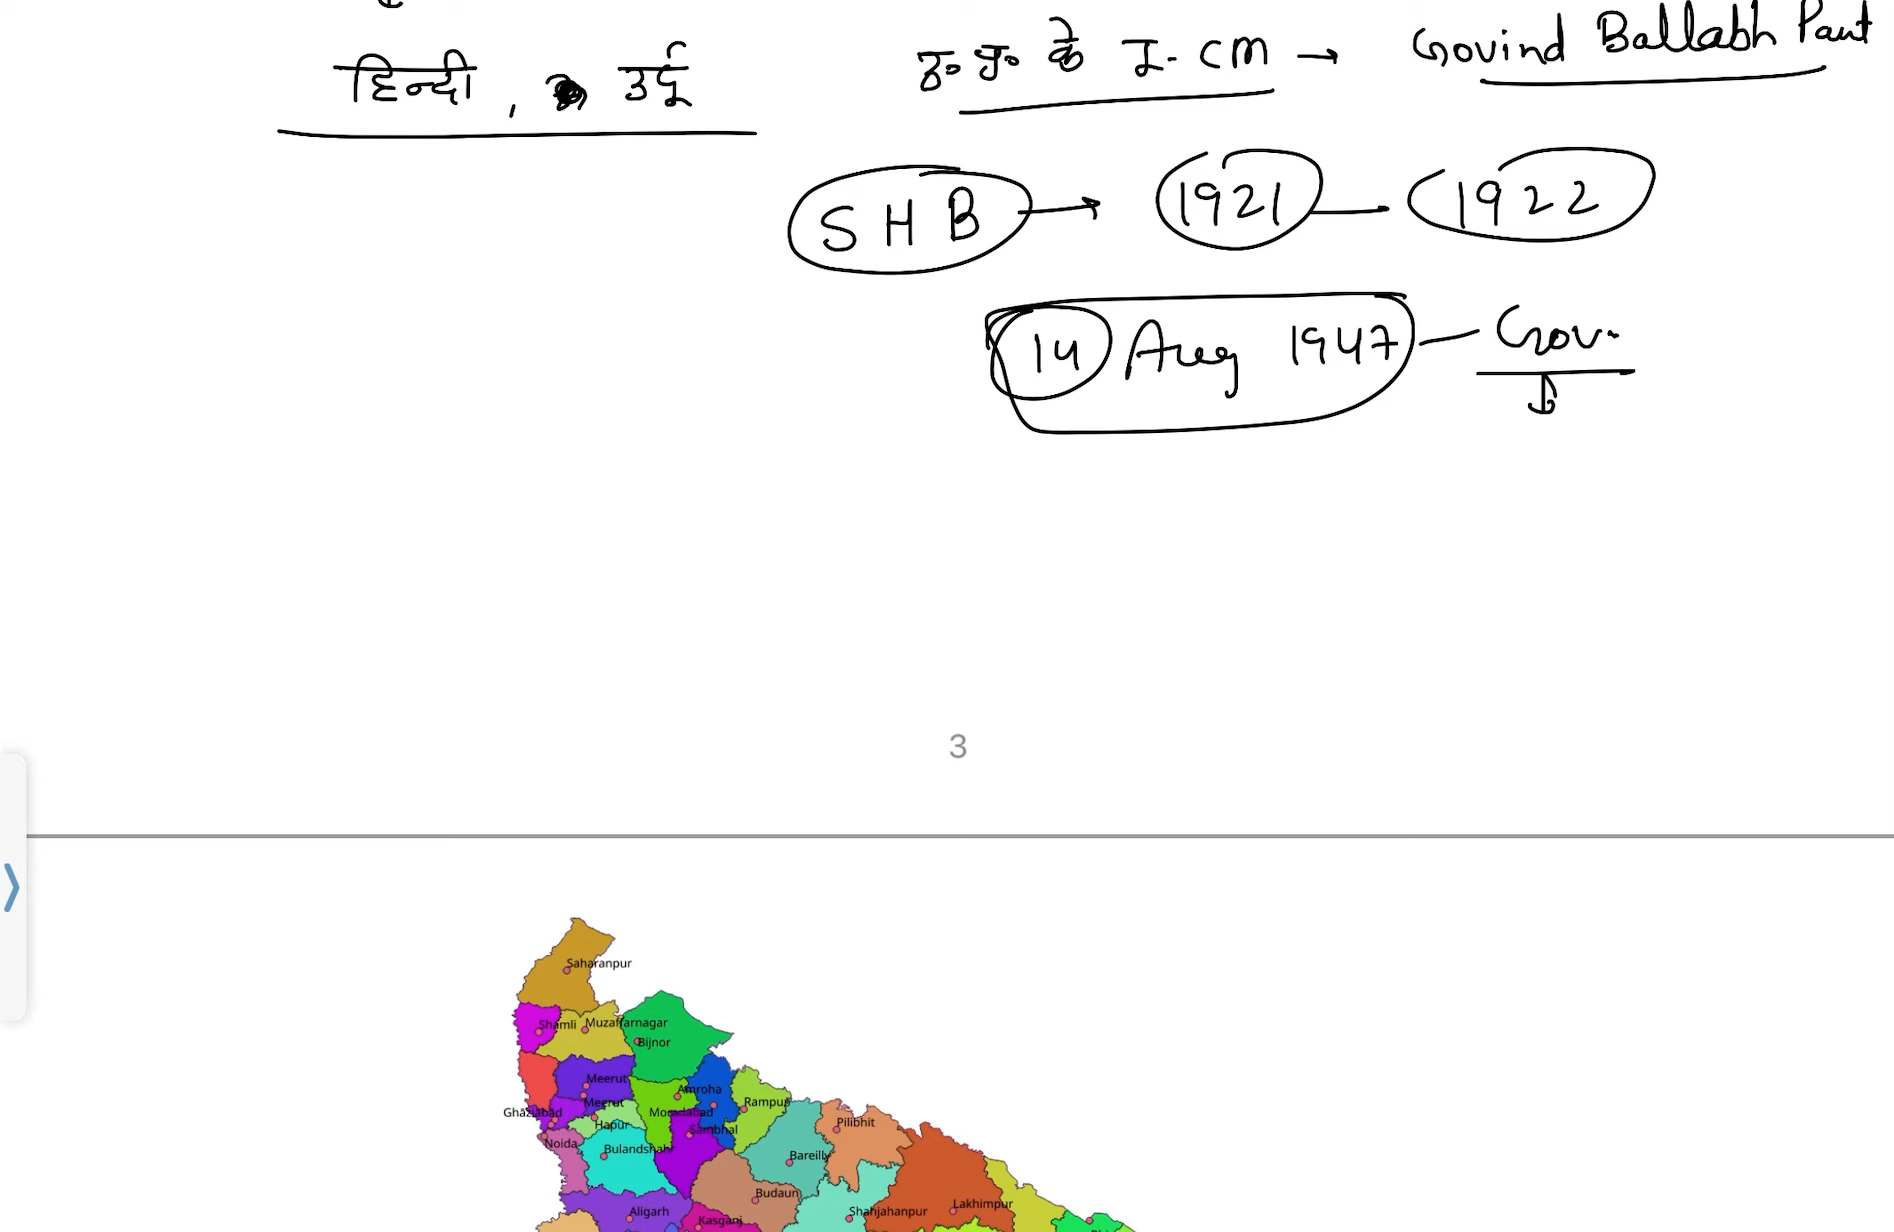 हिन्दी, उर्दू
उ॰ प्र॰ के I - CM → Govind Ballabh Pant
SHB → 1921 — 1922
14 Aug 1947 — Gov.
3
Saharanpur
Shamli Muzaffarnagar
Bijnor
Meerut
Amroha
Meerut Rampur
Ghaziabad Moradabad
Hapur Pilibhit
Sambhal
Noida Bulandshahr
Bareilly
Budaun
Lakhimpur
Aligarh Shahjahanpur
Kasganj